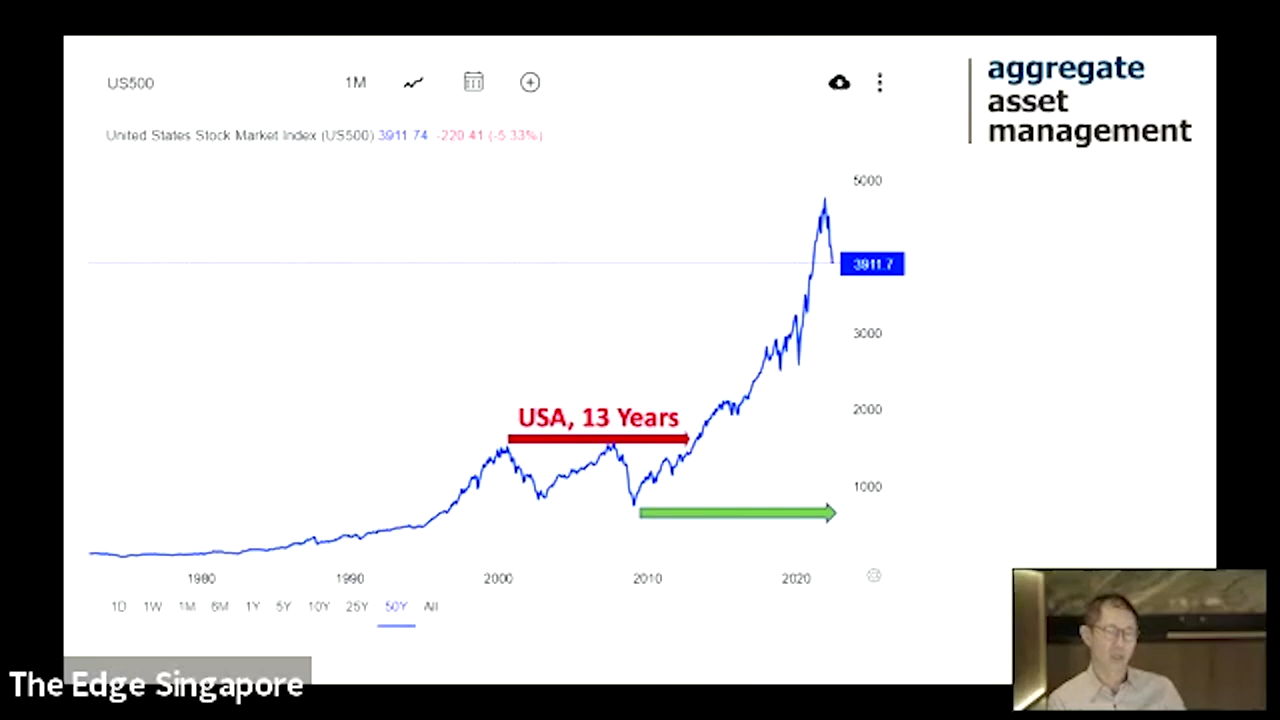 US500
1M
United States Stock Market Index (US500) 3911.74 -220.41 (-5.33%)
aggregate
asset
management
5000
3911.7
3000
USA, 13 Years
2000
1000
1980 1990 2000 2010 2020
1D 1W 1M 6M 1Y 5Y 10Y 25Y 50Y All
The Edge Singapore